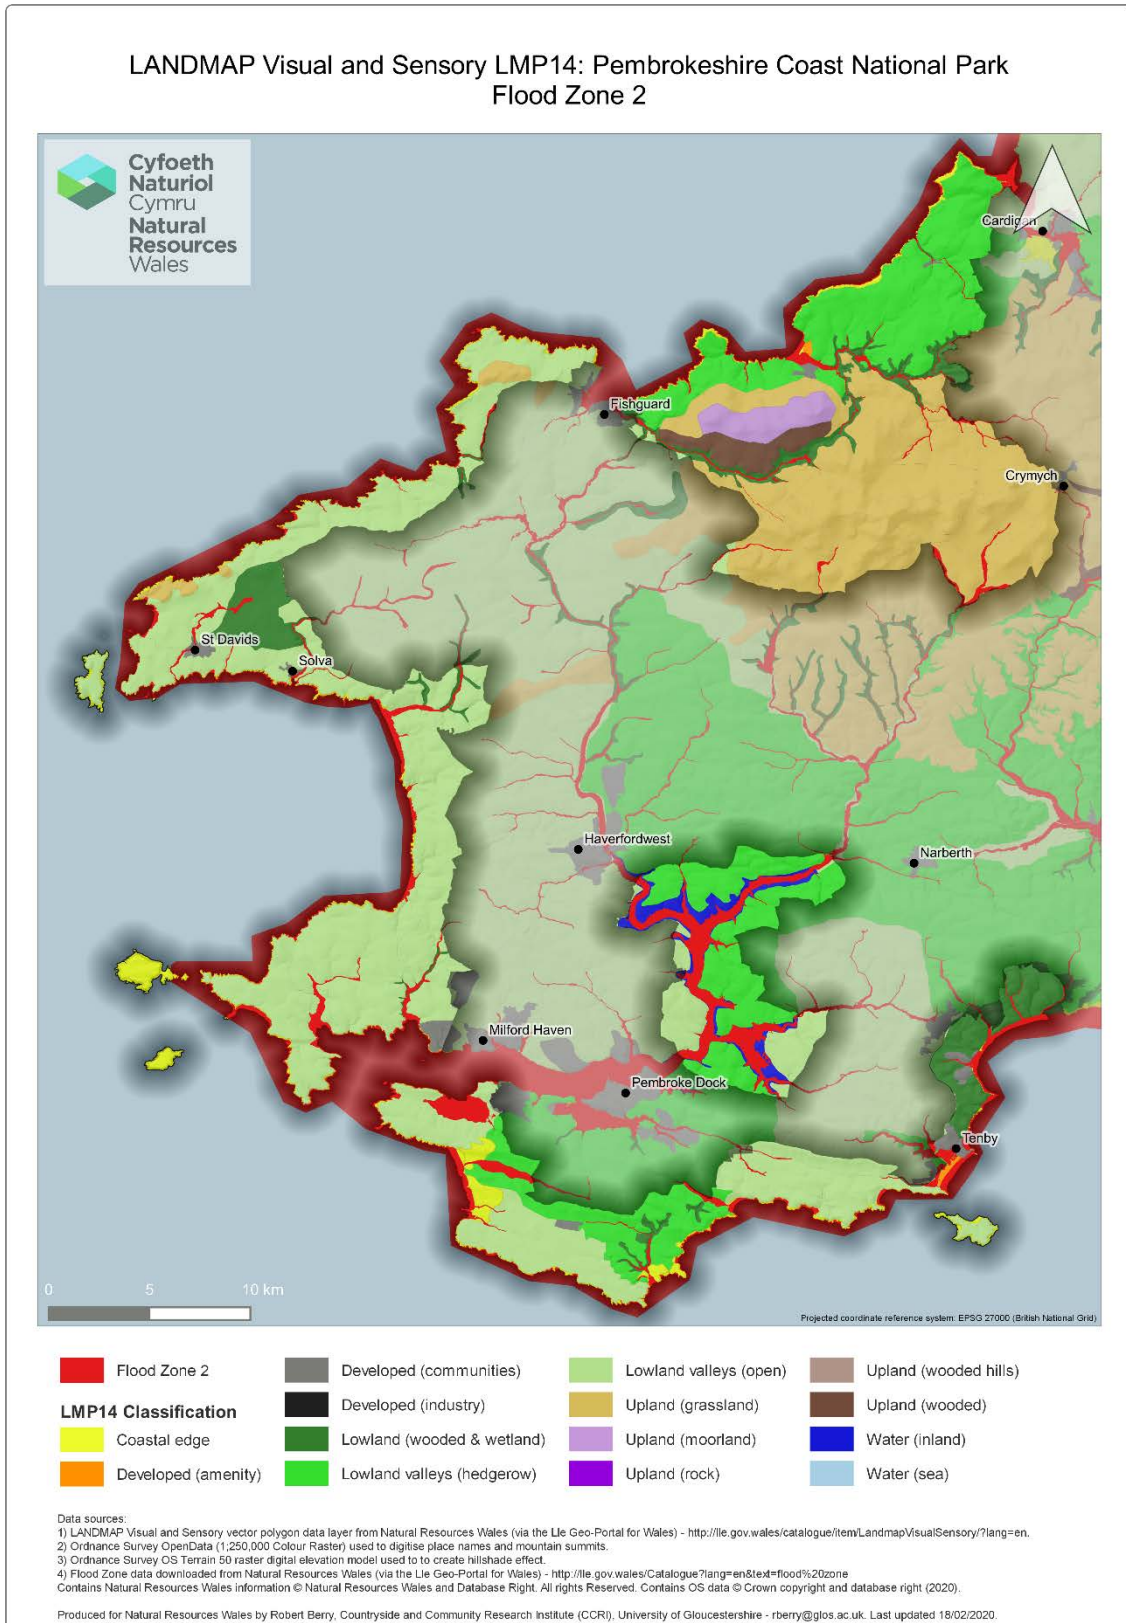 LANDMAP Visual and Sensory LMP14: Pembrokeshire Coast National Park
Flood Zone 2
Cyfoeth
Naturiol
Cymru
Natural
Resources
Wales
Cardigan
Fishguard
Crymych
St Davids
Solva
Haverfordwest
Narberth
Milford Haven
Pembroke Dock
Tenby
0 5 10 km
Projected coordinate reference system: EPSG 27000 (British National Grid)
Flood Zone 2
LMP14 Classification
Coastal edge
Developed (amenity)
Developed (communities)
Developed (industry)
Lowland (wooded & wetland)
Lowland valleys (hedgerow)
Lowland valleys (open)
Upland (grassland)
Upland (moorland)
Upland (rock)
Upland (wooded hills)
Upland (wooded)
Water (inland)
Water (sea)
Data sources:
1) LANDMAP Visual and Sensory vector polygon data layer from Natural Resources Wales (via the Lle Geo-Portal for Wales) - http://lle.gov.wales/catalogue/item/LandmapVisualSensory/?lang=en.
2) Ordnance Survey OpenData (1;250,000 Colour Raster) used to digitise place names and mountain summits.
3) Ordnance Survey OS Terrain 50 raster digital elevation model used to to create hillshade effect.
4) Flood Zone data downloaded from Natural Resources Wales (via the Lle Geo-Portal for Wales) - http://lle.gov.wales/Catalogue?lang=en&text=flood%20zone
Contains Natural Resources Wales information © Natural Resources Wales and Database Right. All rights Reserved. Contains OS data © Crown copyright and database right (2020).
Produced for Natural Resources Wales by Robert Berry, Countryside and Community Research Institute (CCRI), University of Gloucestershire - rberry@glos.ac.uk. Last updated 18/02/2020.